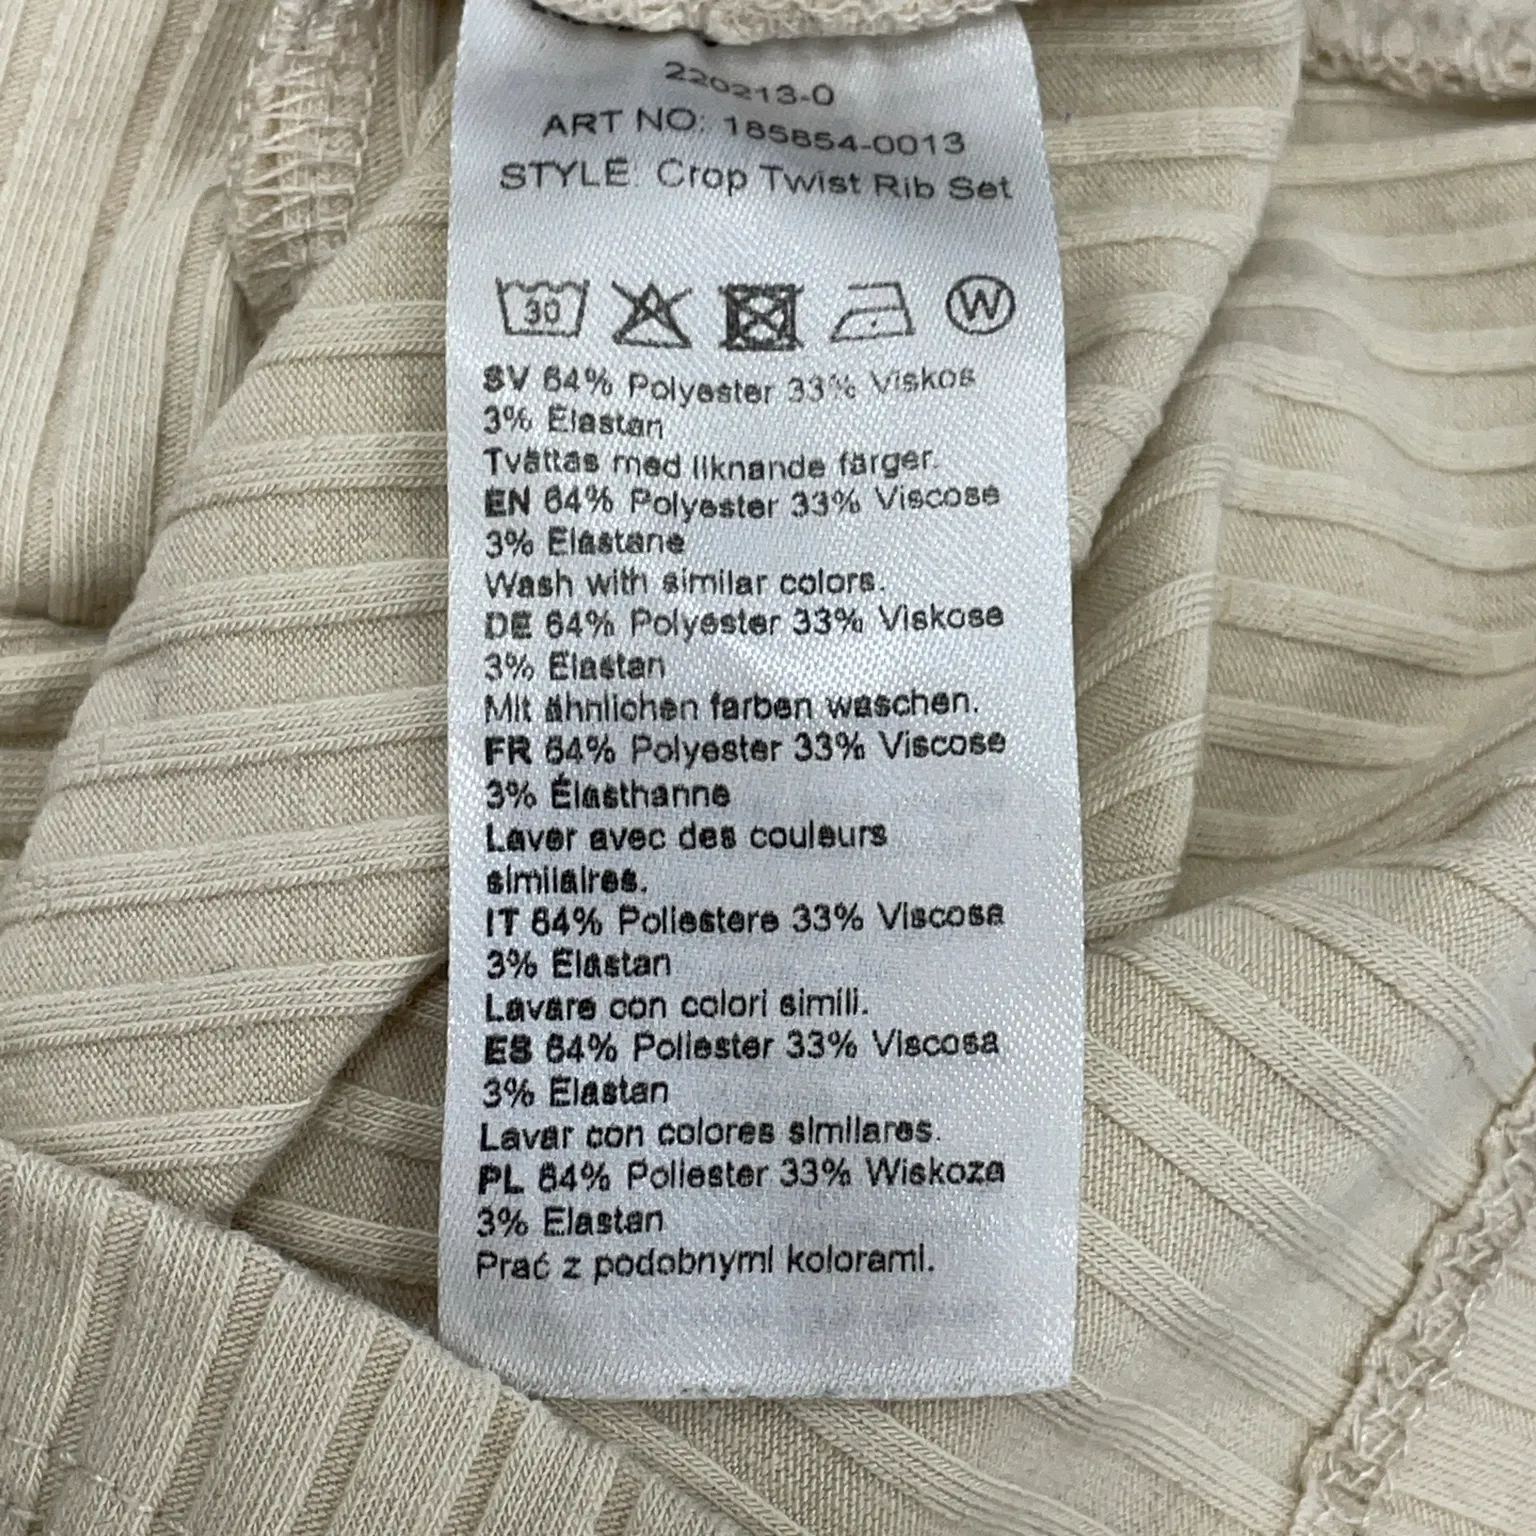 220213-0
ART NO: 185854-0013
STYLE: Crop Twist Rib Set
30 W
SV 64% Polyester 33% Viskos
3% Elastan
Tvättas med liknande färger.
EN 64% Polyester 33% Viscose
3% Elastane
Wash with similar colors.
DE 64% Polyester 33% Viskose
3% Elastan
Mit ähnlichen farben waschen.
FR 64% Polyester 33% Viscose
3% Élasthanne
Laver avec des couleurs
similaires.
IT 64% Poliestere 33% Viscosa
3% Elastan
Lavare con colori simili.
ES 64% Poliester 33% Viscosa
3% Elastan
Lavar con colores similares.
PL 64% Poliester 33% Wiskoza
3% Elastan
Prać z podobnymi kolorami.